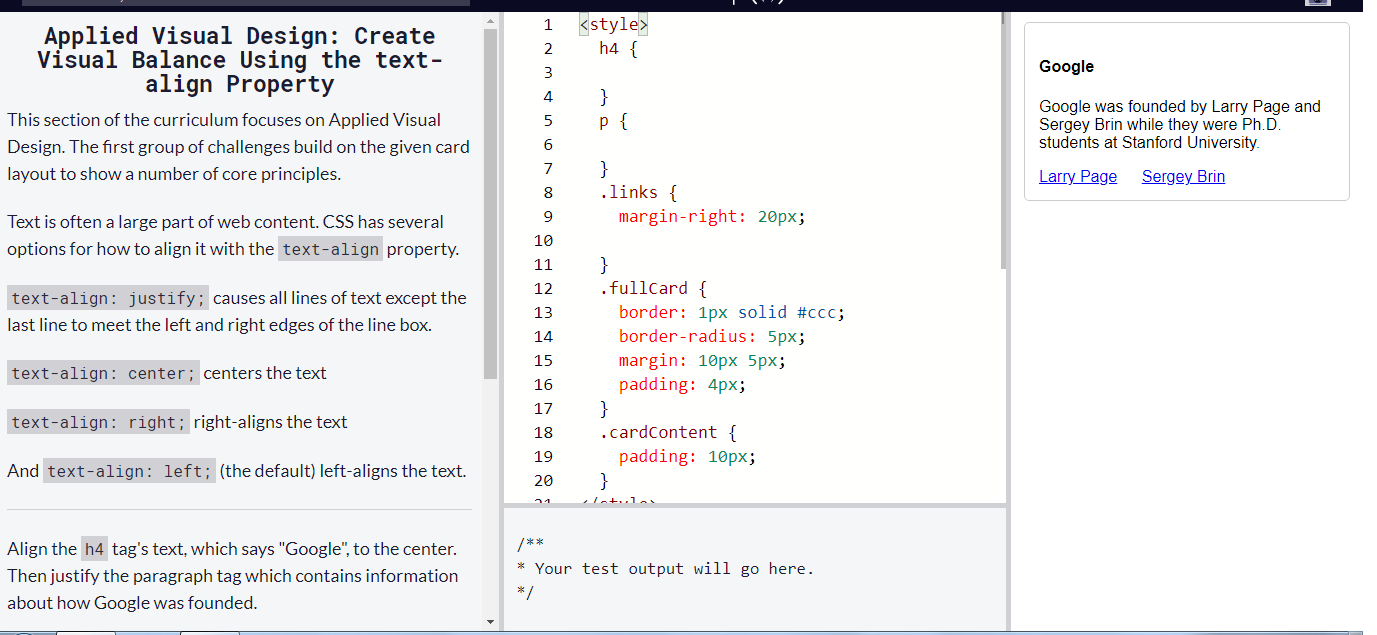 Applied Visual Design: Create
Visual Balance Using the text-
align Property
This section of the curriculum focuses on Applied Visual
Design. The first group of challenges build on the given card
layout to show a number of core principles.
Text is often a large part of web content. CSS has several
options for how to align it with the text-align property.
text-align: justify; causes all lines of text except the
last line to meet the left and right edges of the line box.
text-align: center; centers the text
text-align: right; right-aligns the text
And text-align: left; (the default) left-aligns the text.
Align the h4 tag's text, which says "Google", to the center.
Then justify the paragraph tag which contains information
about how Google was founded.
1 <style>
2 h4 {
3
4 }
5 p {
6
7 }
8 .links {
9 margin-right: 20px;
10
11 }
12 .fullCard {
13 border: 1px solid #ccc;
14 border-radius: 5px;
15 margin: 10px 5px;
16 padding: 4px;
17 }
18 .cardContent {
19 padding: 10px;
20 }
21 </style>
/**
* Your test output will go here.
*/
Google
Google was founded by Larry Page and
Sergey Brin while they were Ph.D.
students at Stanford University.
Larry Page Sergey Brin